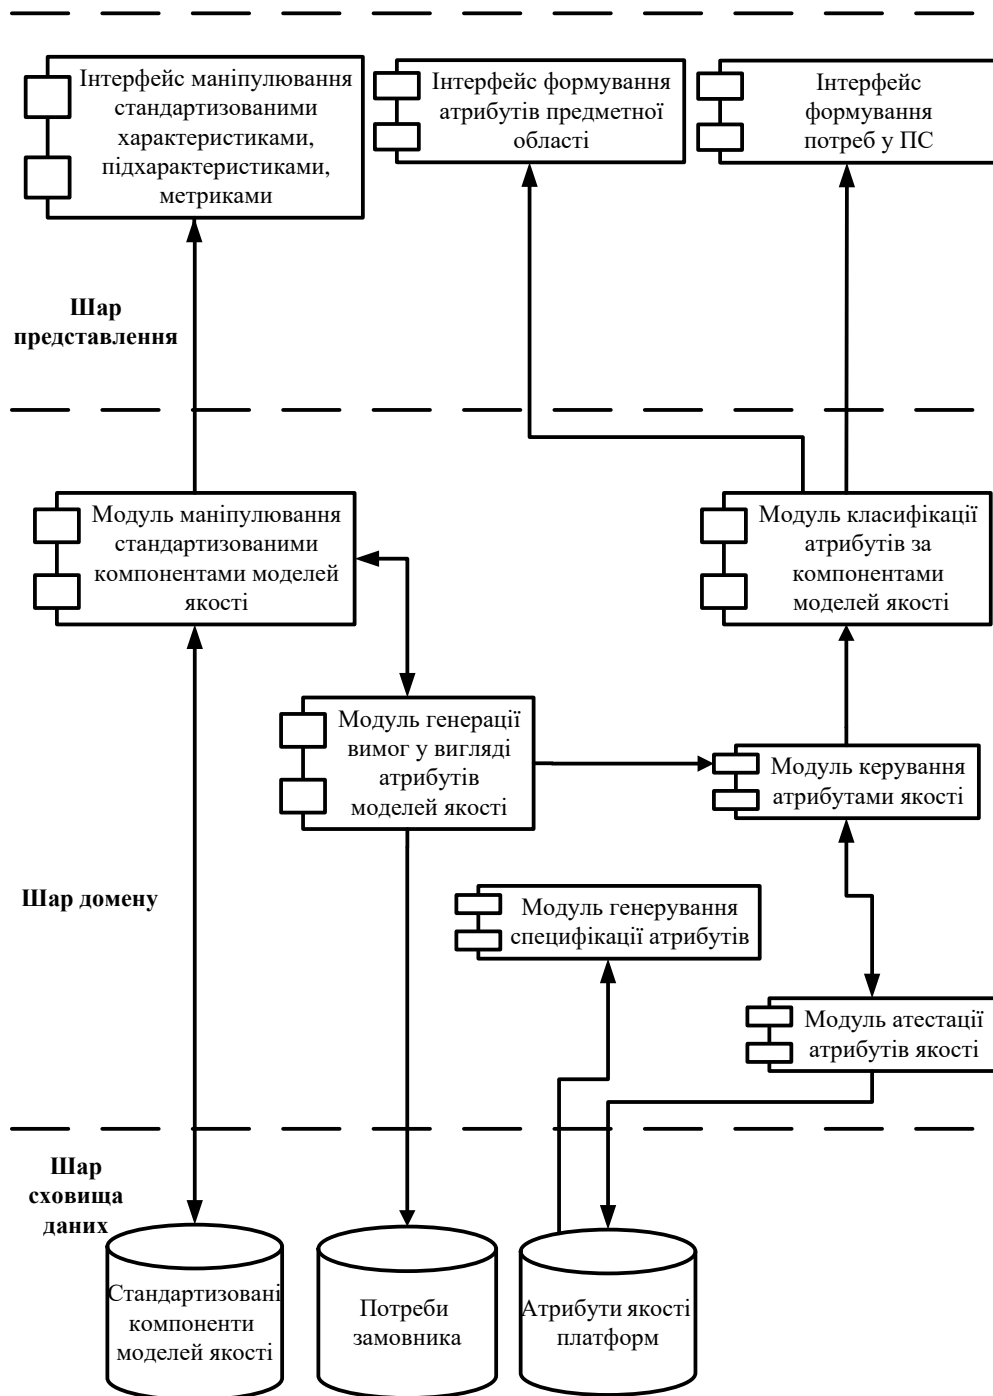 Інтерфейс маніпулювання
стандартизованими
характеристиками,
підхарактеристиками,
метриками
Інтерфейс формування
атрибутів предметної
області
Інтерфейс
формування
потреб у ПС
Шар
представлення
Модуль маніпулювання
стандартизованими
компонентами моделей
якості
Модуль класифікації
атрибутів за
компонентами
моделей якості
Модуль генерації
вимог у вигляді
атрибутів
моделей якості
Модуль керування
атрибутами якості
Шар домену
Модуль генерування
специфікації атрибутів
Модуль атестації
атрибутів якості
Шар
сховища
даних
Стандартизовані
компоненти
моделей якості
Потреби
замовника
Атрибути якості
платформ